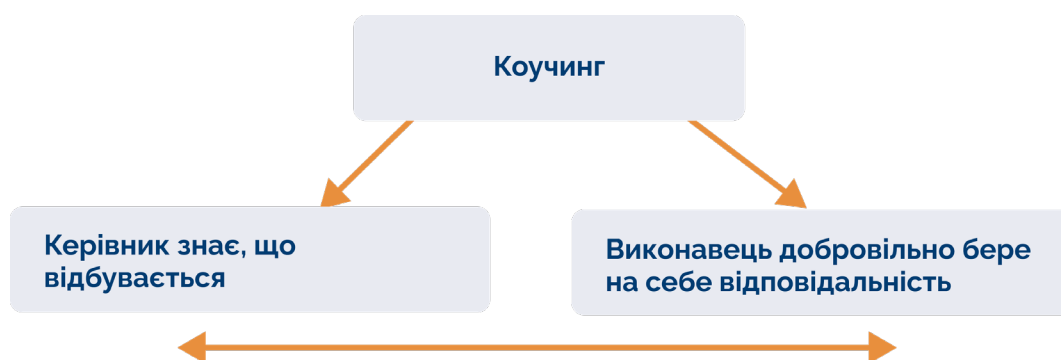 Коучинг
Керівник знає, що
відбувається
Виконавець добровільно бере
на себе відповідальність